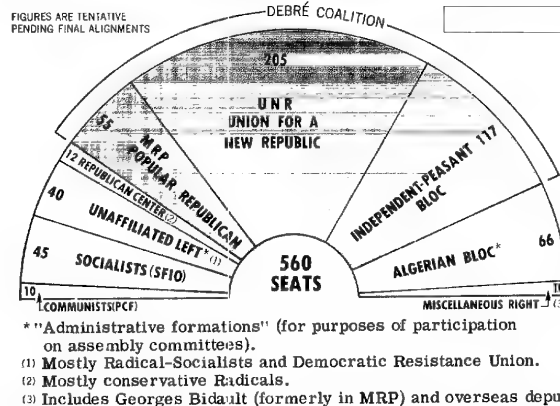 FIGURES ARE TENTATIVE
PENDING FINAL ALIGNMENTS
DEBRÉ COALITION
205
UNR
UNION FOR A
NEW REPUBLIC
55
MRP
POPULAR REPUBLICAN
INDEPENDENT-PEASANT 117
BLOC
12 REPUBLICAN CENTER (2)
40
UNAFFILIATED LEFT* (1)
45
SOCIALISTS (SFIO)
66
ALGERIAN BLOC*
560
SEATS
10
COMMUNISTS (PCF)
MISCELLANEOUS RIGHT
* "Administrative formations" (for purposes of participation
on assembly committees).
(1) Mostly Radical-Socialists and Democratic Resistance Union.
(2) Mostly conservative Radicals.
(3) Includes Georges Bidault (formerly in MRP) and overseas